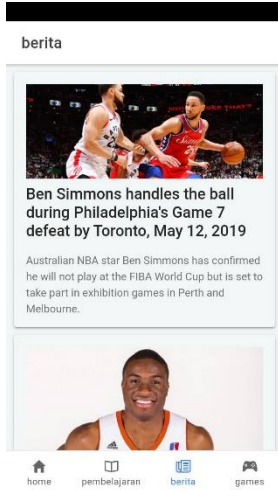 berita
Ben Simmons handles the ball
during Philadelphia's Game 7
defeat by Toronto, May 12, 2019
Australian NBA star Ben Simmons has confirmed
he will not play at the FIBA World Cup but is set to
take part in exhibition games in Perth and
Melbourne.
home
pembelajaran
berita
games